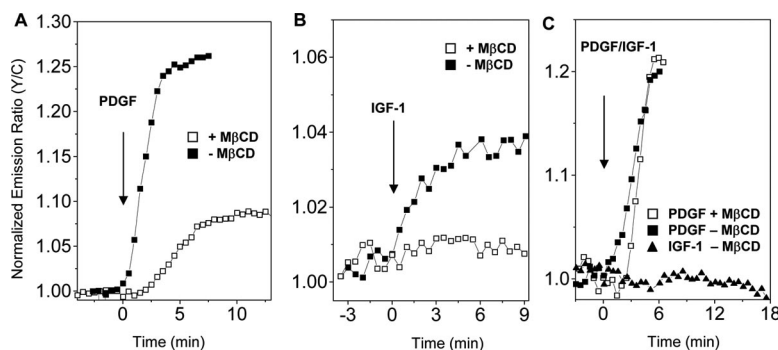 A
1.30
1.25
1.20
1.15
1.10
1.05
1.00
Normalized Emission Ratio (Y/C)
PDGF
+ MβCD
- MβCD
0 5 10
Time (min)
B
1.06
1.04
1.02
1.00
IGF-1
+ MβCD
- MβCD
-3 0 3 6 9
Time (min)
C
1.2
1.1
1.0
PDGF/IGF-1
PDGF + MβCD
PDGF – MβCD
IGF-1 – MβCD
0 6 12 18
Time (min)